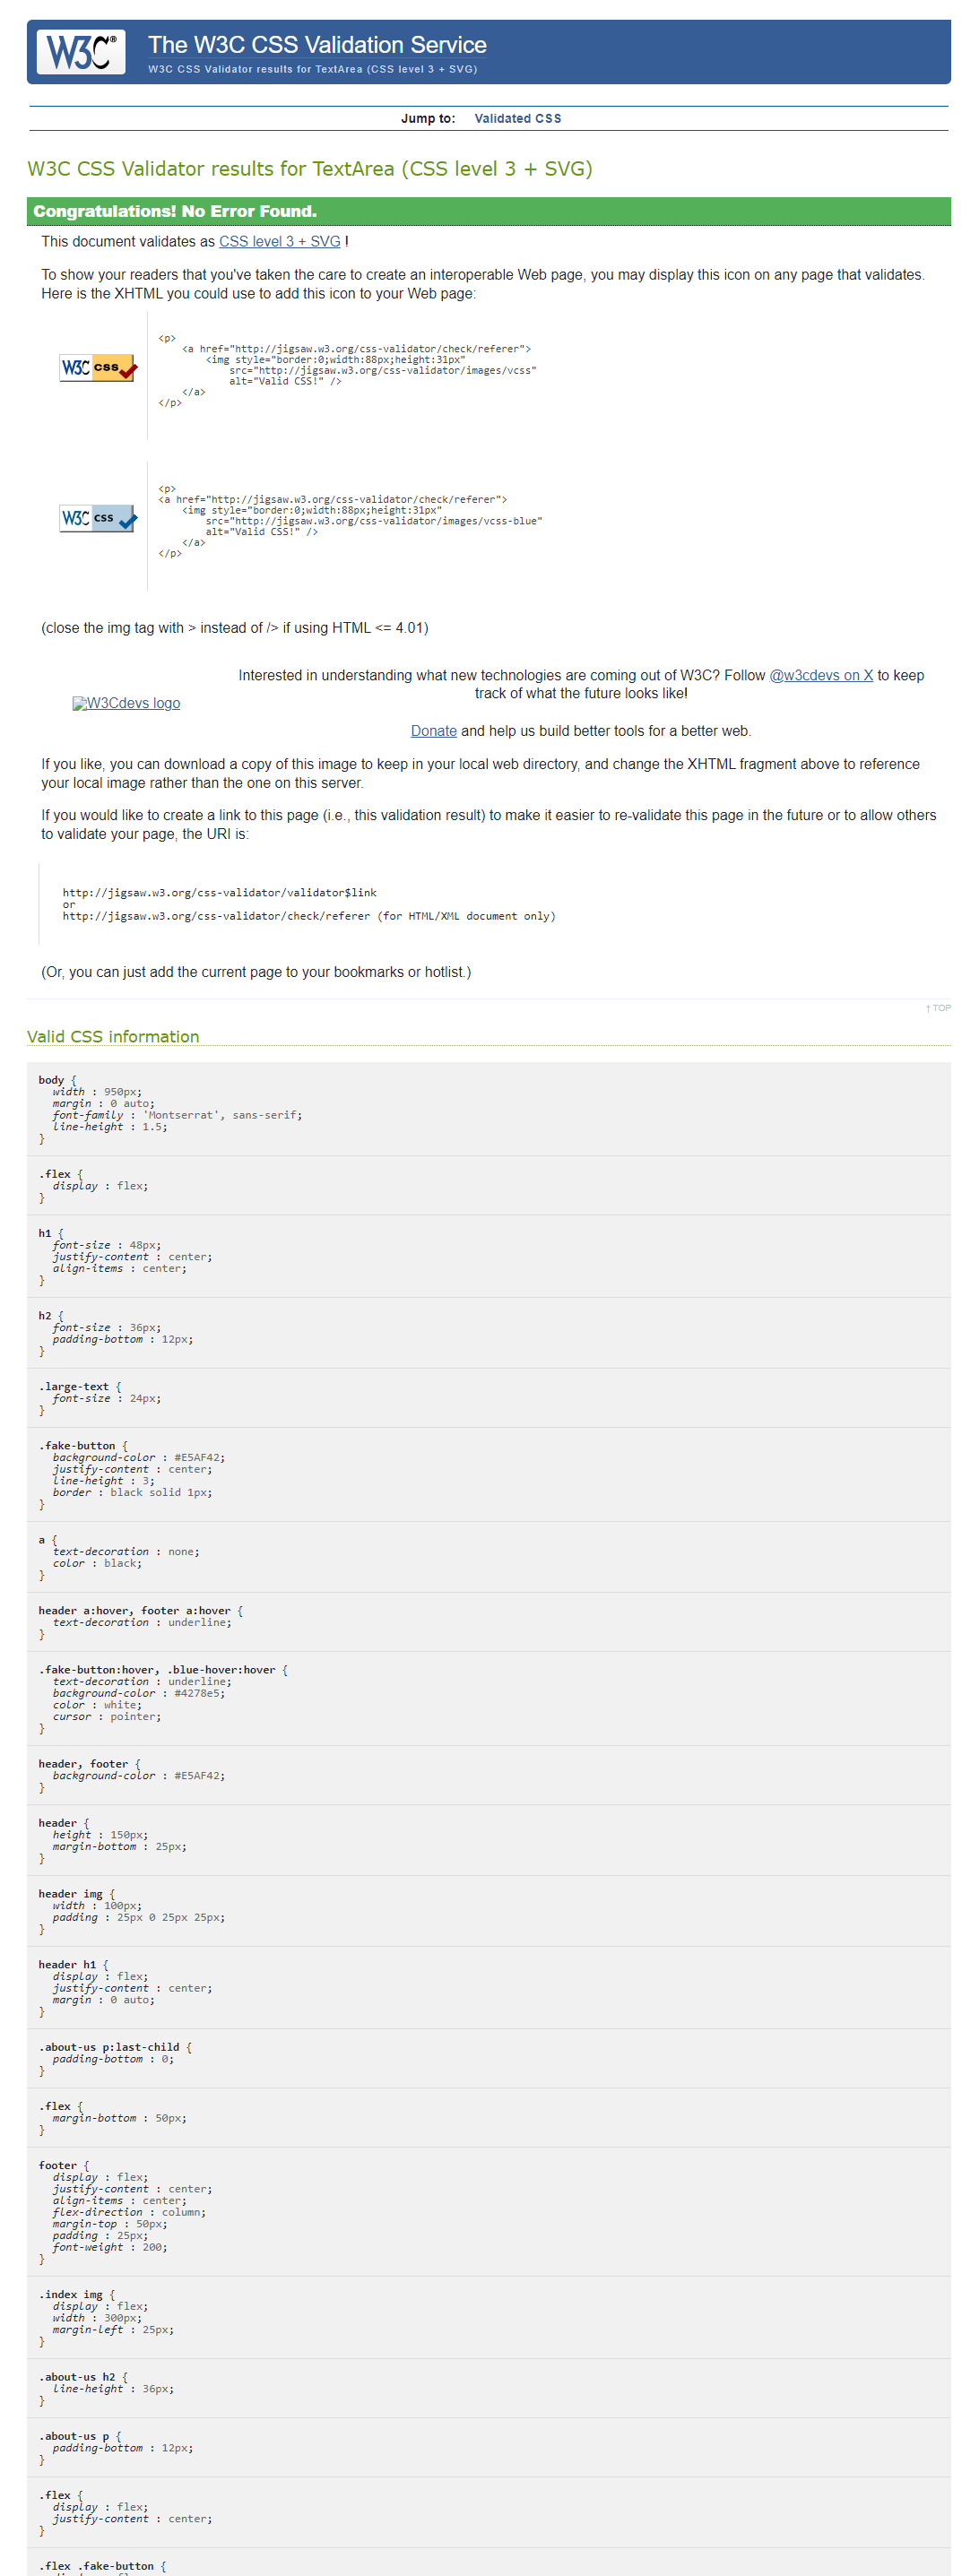 W3C®
The W3C CSS Validation Service
W3C CSS Validator results for TextArea (CSS level 3 + SVG)
Jump to: Validated CSS
W3C CSS Validator results for TextArea (CSS level 3 + SVG)
Congratulations! No Error Found.
This document validates as CSS level 3 + SVG !
To show your readers that you've taken the care to create an interoperable Web page, you may display this icon on any page that validates.
Here is the XHTML you could use to add this icon to your Web page:
W3C css
<p>
<a href="http://jigsaw.w3.org/css-validator/check/referer">
<img style="border:0;width:88px;height:31px"
src="http://jigsaw.w3.org/css-validator/images/vcss"
alt="Valid CSS!" />
</a>
</p>
W3C css
<p>
<a href="http://jigsaw.w3.org/css-validator/check/referer">
<img style="border:0;width:88px;height:31px"
src="http://jigsaw.w3.org/css-validator/images/vcss-blue"
alt="Valid CSS!" />
</a>
</p>
(close the img tag with > instead of /> if using HTML <= 4.01)
W3Cdevs logo
Interested in understanding what new technologies are coming out of W3C? Follow @w3cdevs on X to keep
track of what the future looks like!
Donate and help us build better tools for a better web.
If you like, you can download a copy of this image to keep in your local web directory, and change the XHTML fragment above to reference
your local image rather than the one on this server.
If you would like to create a link to this page (i.e., this validation result) to make it easier to re-validate this page in the future or to allow others
to validate your page, the URI is:
http://jigsaw.w3.org/css-validator/validator$link
or
http://jigsaw.w3.org/css-validator/check/referer (for HTML/XML document only)
(Or, you can just add the current page to your bookmarks or hotlist.)
↑ TOP
Valid CSS information
body {
width : 950px;
margin : 0 auto;
font-family : 'Montserrat', sans-serif;
line-height : 1.5;
}
.flex {
display : flex;
}
h1 {
font-size : 48px;
justify-content : center;
align-items : center;
}
h2 {
font-size : 36px;
padding-bottom : 12px;
}
.large-text {
font-size : 24px;
}
.fake-button {
background-color : #E5AF42;
justify-content : center;
line-height : 3;
border : black solid 1px;
}
a {
text-decoration : none;
color : black;
}
header a:hover, footer a:hover {
text-decoration : underline;
}
.fake-button:hover, .blue-hover:hover {
text-decoration : underline;
background-color : #4278e5;
color : white;
cursor : pointer;
}
header, footer {
background-color : #E5AF42;
}
header {
height : 150px;
margin-bottom : 25px;
}
header img {
width : 100px;
padding : 25px 0 25px 25px;
}
header h1 {
display : flex;
justify-content : center;
margin : 0 auto;
}
.about-us p:last-child {
padding-bottom : 0;
}
.flex {
margin-bottom : 50px;
}
footer {
display : flex;
justify-content : center;
align-items : center;
flex-direction : column;
margin-top : 50px;
padding : 25px;
font-weight : 200;
}
.index img {
display : flex;
width : 300px;
margin-left : 25px;
}
.about-us h2 {
line-height : 36px;
}
.about-us p {
padding-bottom : 12px;
}
.flex {
display : flex;
justify-content : center;
}
.flex .fake-button {